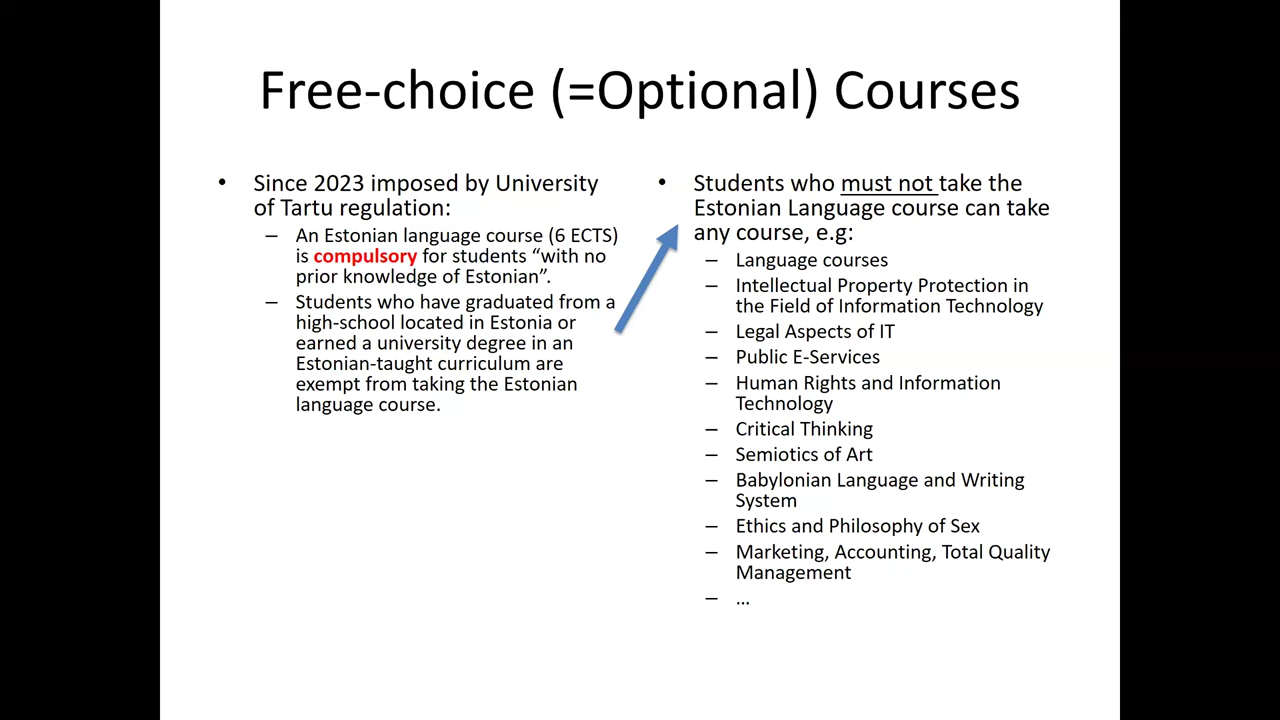 Free-choice (=Optional) Courses
• Since 2023 imposed by University
of Tartu regulation:
– An Estonian language course (6 ECTS)
is compulsory for students “with no
prior knowledge of Estonian”.
– Students who have graduated from a
high-school located in Estonia or
earned a university degree in an
Estonian-taught curriculum are
exempt from taking the Estonian
language course.
• Students who must not take the
Estonian Language course can take
any course, e.g:
– Language courses
– Intellectual Property Protection in
the Field of Information Technology
– Legal Aspects of IT
– Public E-Services
– Human Rights and Information
Technology
– Critical Thinking
– Semiotics of Art
– Babylonian Language and Writing
System
– Ethics and Philosophy of Sex
– Marketing, Accounting, Total Quality
Management
– ...